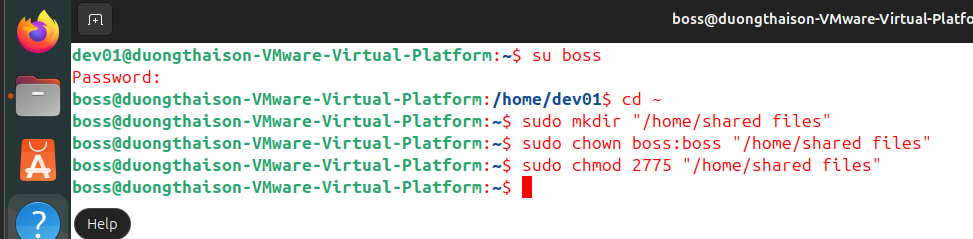 boss@duongthaison-VMware-Virtual-Platfo
dev01@duongthaison-VMware-Virtual-Platform:~$ su boss
Password:
boss@duongthaison-VMware-Virtual-Platform:/home/dev01$ cd ~
boss@duongthaison-VMware-Virtual-Platform:~$ sudo mkdir "/home/shared files"
boss@duongthaison-VMware-Virtual-Platform:~$ sudo chown boss:boss "/home/shared files"
boss@duongthaison-VMware-Virtual-Platform:~$ sudo chmod 2775 "/home/shared files"
boss@duongthaison-VMware-Virtual-Platform:~$
Help